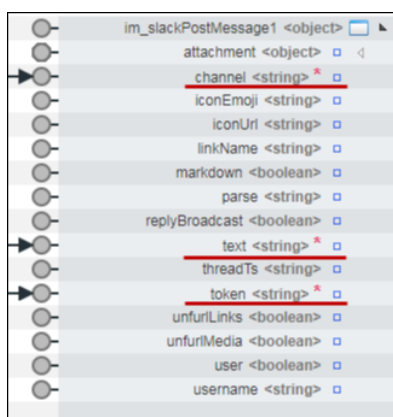 im_slackPostMessage1 <object>
attachment <object>
channel <string> *
iconEmoji <string>
iconUrl <string>
linkName <string>
markdown <boolean>
parse <string>
replyBroadcast <boolean>
text <string> *
threadTs <string>
token <string> *
unfurlLinks <boolean>
unfurlMedia <boolean>
user <boolean>
username <string>